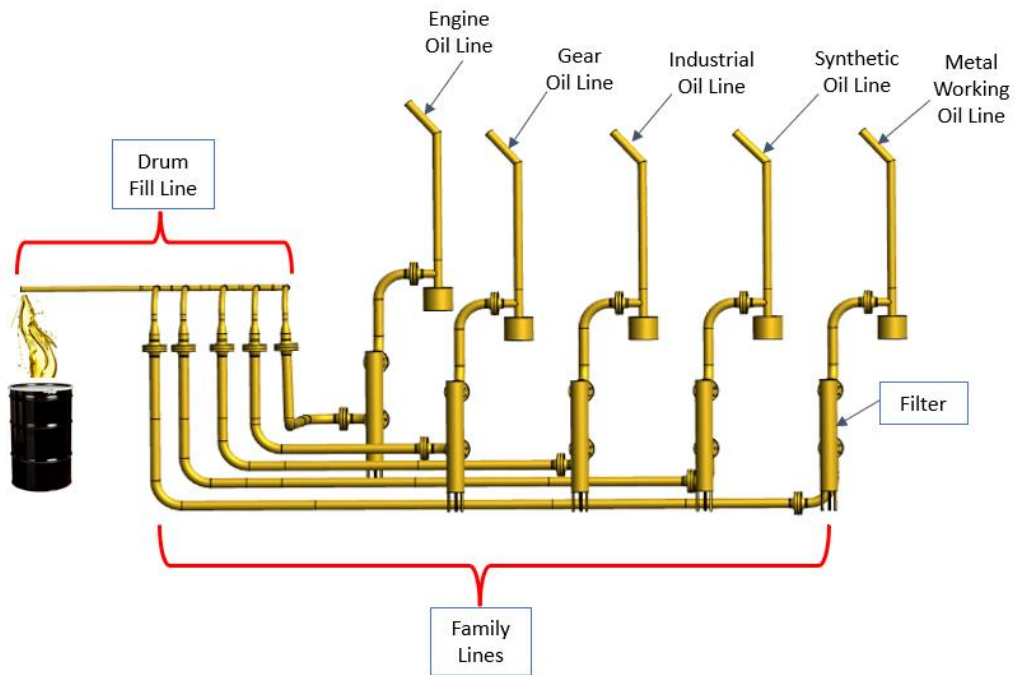 Engine
Oil Line
Gear
Oil Line
Industrial
Oil Line
Synthetic
Oil Line
Metal
Working
Oil Line
Drum
Fill Line
Filter
Family
Lines